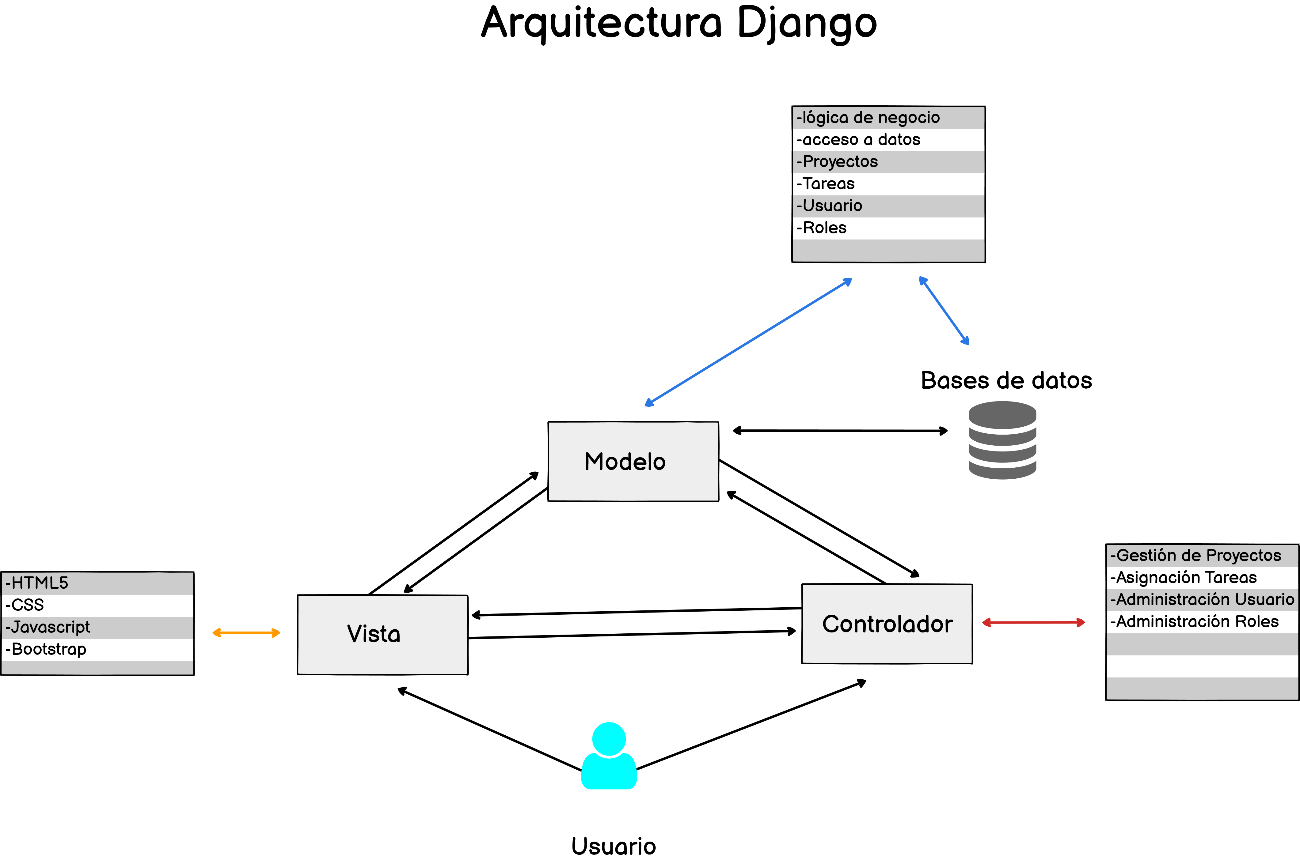 Arquitectura Django
-lógica de negocio
-acceso a datos
-Proyectos
-Tareas
-Usuario
-Roles
Bases de datos
Modelo
-HTML5
-CSS
-Javascript
-Bootstrap
Vista
Controlador
-Gestión de Proyectos
-Asignación Tareas
-Administración Usuario
-Administración Roles
Usuario